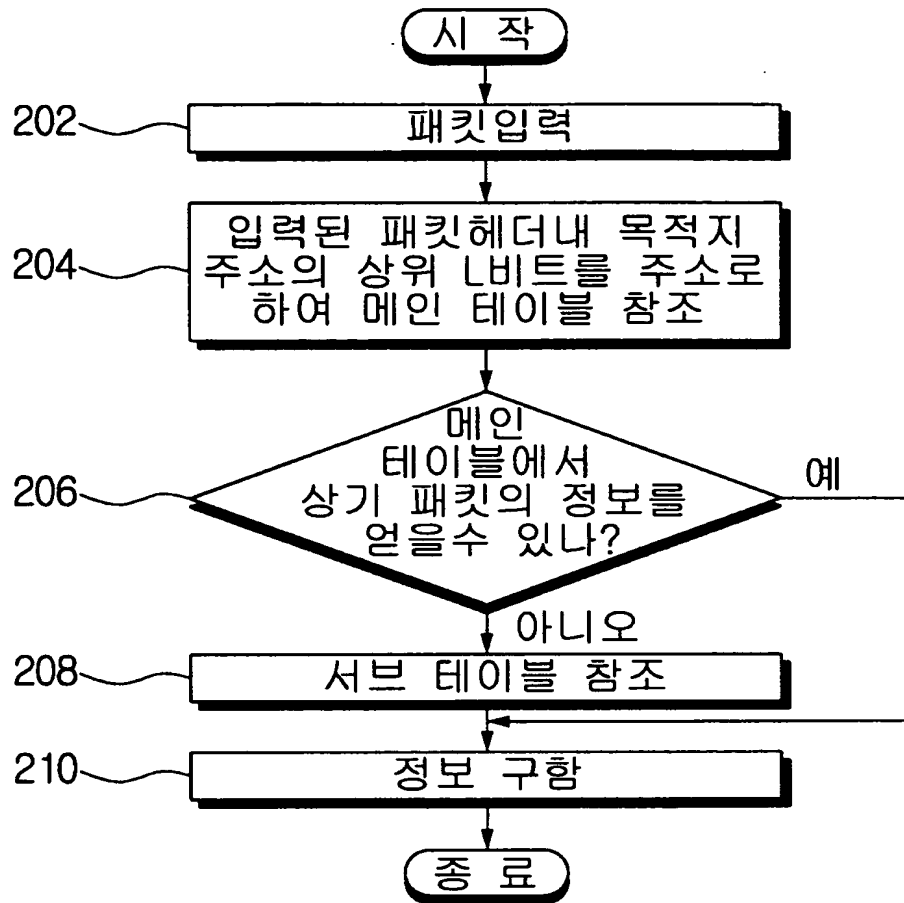 시 작
202
패킷입력
204
입력된 패킷헤더내 목적지
주소의 상위 L비트를 주소로
하여 메인 테이블 참조
206
메인
테이블에서
상기 패킷의 정보를
얻을수 있나?
예
아니오
208
서브 테이블 참조
210
정보 구함
종 료